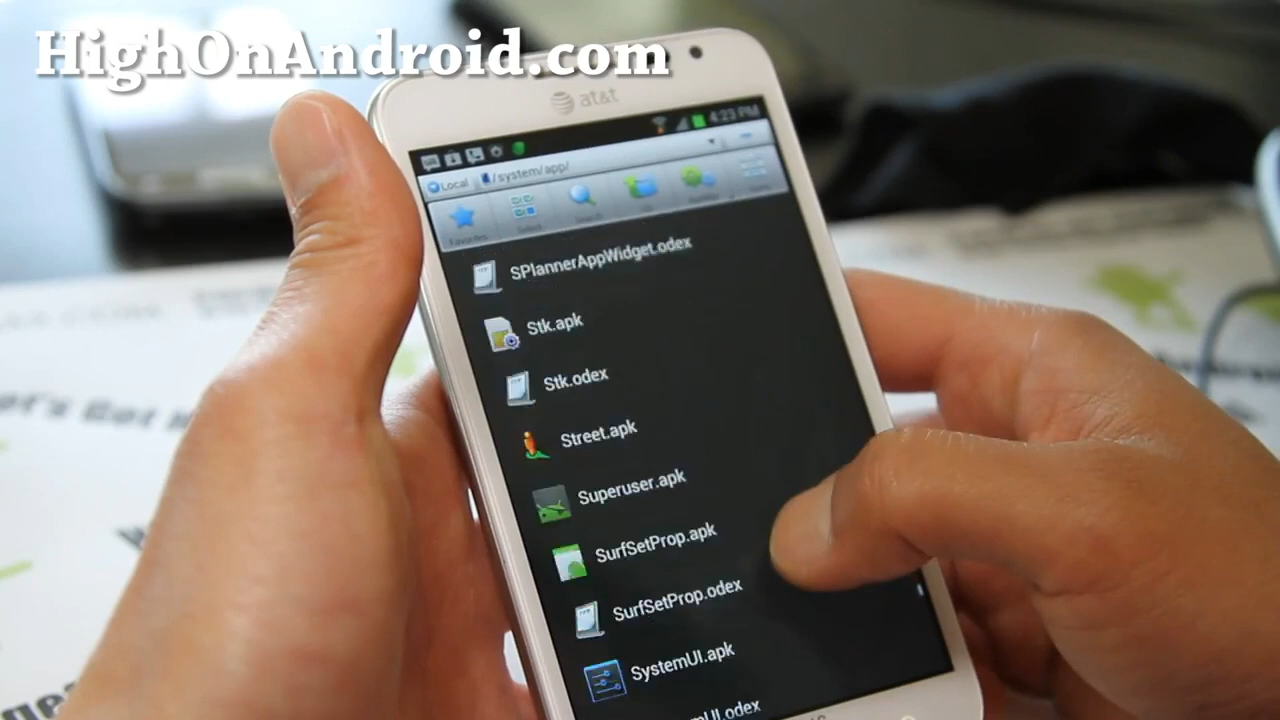 HighOnAndroid.com
at&t
4:23 PM
Local /system/app/
Favorites Select Search
SPlannerAppWidget.odex
Stk.apk
Stk.odex
Street.apk
Superuser.apk
SurfSetProp.apk
SurfSetProp.odex
SystemUI.apk